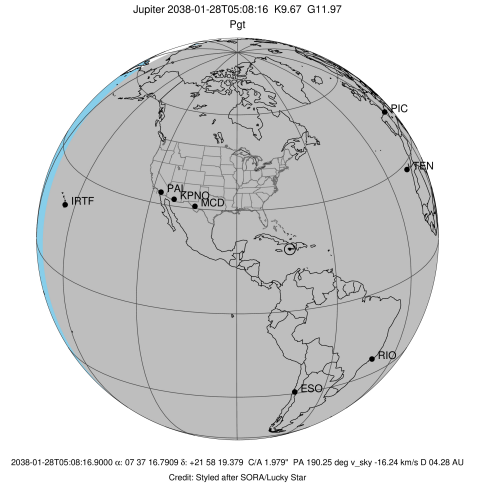 Jupiter 2038-01-28T05:08:16 K9.67 G11.97
Pgt
PIC
TEN
PAL
KPNO
MCD
IRTF
RIO
ESO
2038-01-28T05:08:16.9000 α: 07 37 16.7909 δ: +21 58 19.379 C/A 1.979" PA 190.25 deg v_sky -16.24 km/s D 04.28 AU
Credit: Styled after SORA/Lucky Star